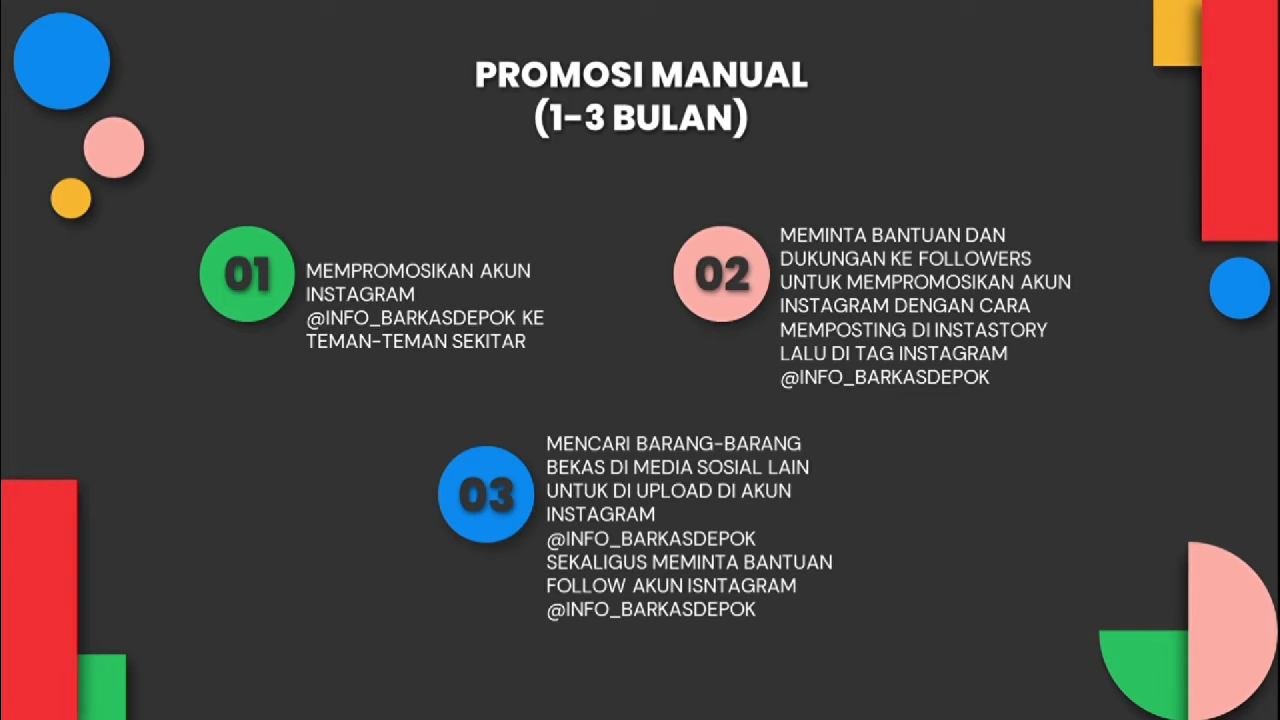 PROMOSI MANUAL
(1-3 BULAN)
01
MEMPROMOSIKAN AKUN
INSTAGRAM
@INFO_BARKASDEPOK KE
TEMAN-TEMAN SEKITAR
02
MEMINTA BANTUAN DAN
DUKUNGAN KE FOLLOWERS
UNTUK MEMPROMOSIKAN AKUN
INSTAGRAM DENGAN CARA
MEMPOSTING DI INSTASTORY
LALU DI TAG INSTAGRAM
@INFO_BARKASDEPOK
03
MENCARI BARANG-BARANG
BEKAS DI MEDIA SOSIAL LAIN
UNTUK DI UPLOAD DI AKUN
INSTAGRAM
@INFO_BARKASDEPOK
SEKALIGUS MEMINTA BANTUAN
FOLLOW AKUN ISNTAGRAM
@INFO_BARKASDEPOK